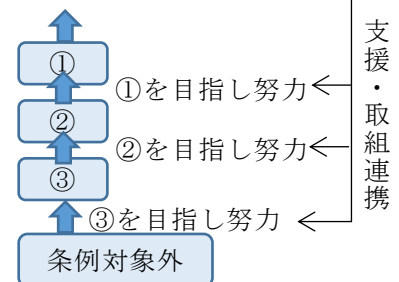 ①
①を目指し努力
②
②を目指し努力
③
③を目指し努力
条例対象外
支援・取組連携